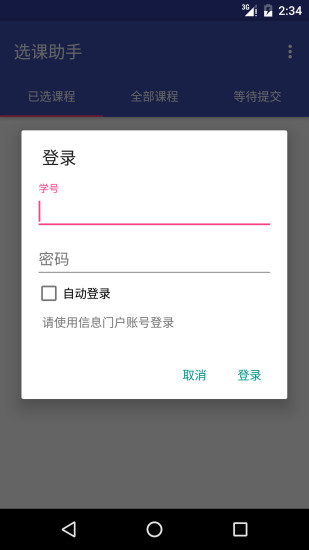 3G 2:34
选课助手
已选课程 全部课程 等待提交
登录
学号
密码
自动登录
请使用信息门户账号登录
取消 登录